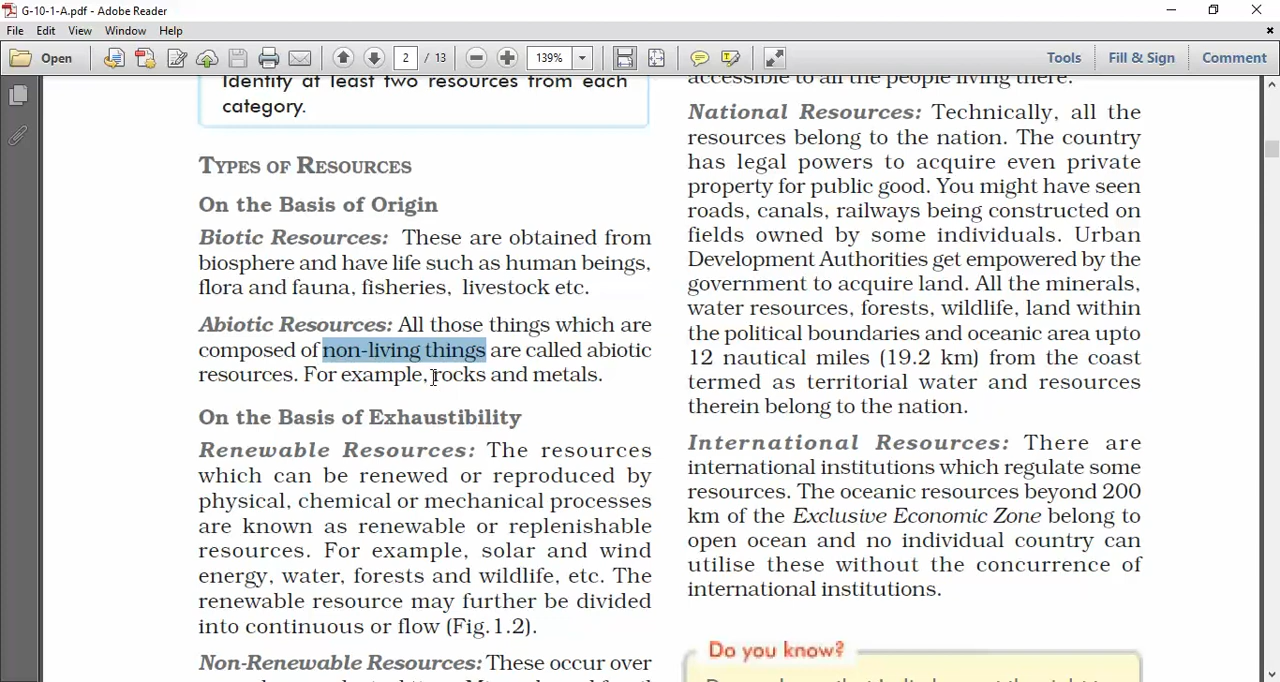 G-10-1-A.pdf - Adobe Reader
File Edit View Window Help
Open 2 / 13 139% Tools Fill & Sign Comment
Identify at least two resources from each
category.
TYPES OF RESOURCES
On the Basis of Origin
Biotic Resources: These are obtained from
biosphere and have life such as human beings,
flora and fauna, fisheries, livestock etc.
Abiotic Resources: All those things which are
composed of non-living things are called abiotic
resources. For example, rocks and metals.
On the Basis of Exhaustibility
Renewable Resources: The resources
which can be renewed or reproduced by
physical, chemical or mechanical processes
are known as renewable or replenishable
resources. For example, solar and wind
energy, water, forests and wildlife, etc. The
renewable resource may further be divided
into continuous or flow (Fig.1.2).
Non-Renewable Resources: These occur over
accessible to all the people living there.
National Resources: Technically, all the
resources belong to the nation. The country
has legal powers to acquire even private
property for public good. You might have seen
roads, canals, railways being constructed on
fields owned by some individuals. Urban
Development Authorities get empowered by the
government to acquire land. All the minerals,
water resources, forests, wildlife, land within
the political boundaries and oceanic area upto
12 nautical miles (19.2 km) from the coast
termed as territorial water and resources
therein belong to the nation.
International Resources: There are
international institutions which regulate some
resources. The oceanic resources beyond 200
km of the Exclusive Economic Zone belong to
open ocean and no individual country can
utilise these without the concurrence of
international institutions.
Do you know?